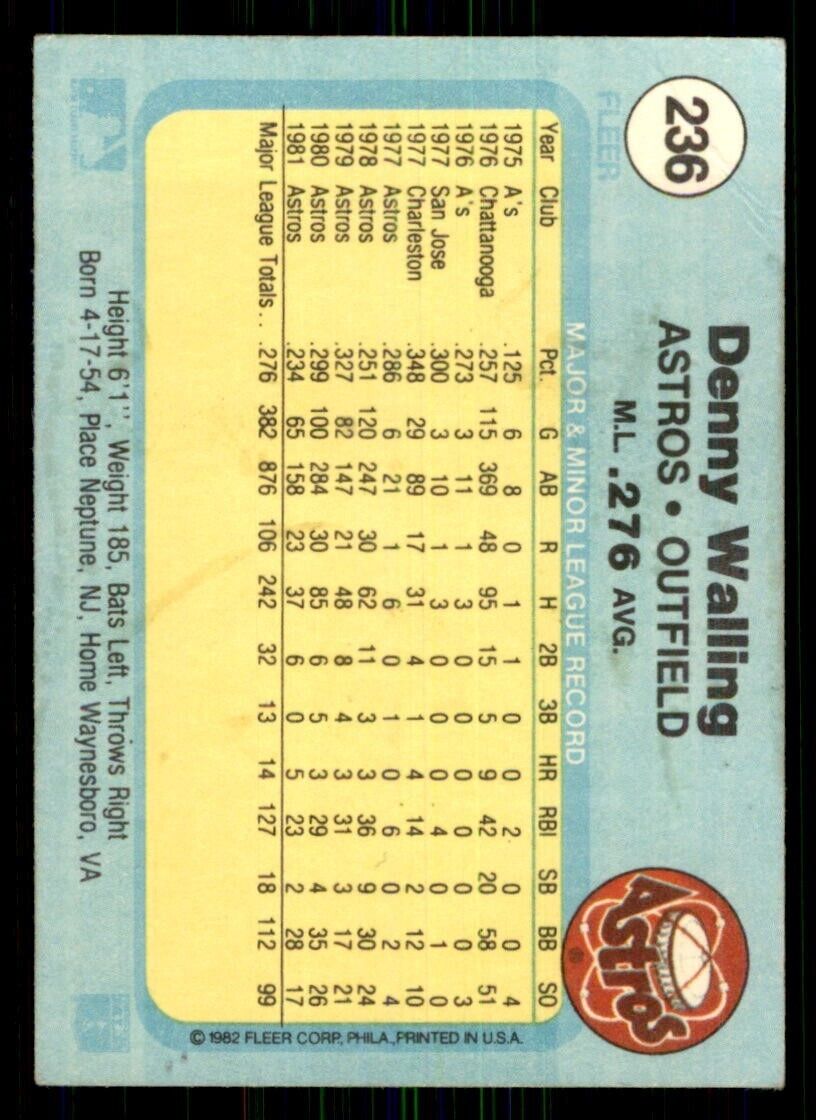 236
FLEER
Denny Walling
ASTROS • OUTFIELD
M.L. .276 AVG.
Astros
MAJOR & MINOR LEAGUE RECORD
Year Club Pct. G AB R H 2B 3B HR RBI SB BB SO
1975 A's .125 6 8 0 1 1 0 0 2 0 0 4
1976 Chattanooga .257 115 369 48 95 15 5 9 42 20 58 51
1976 A's .273 3 11 1 3 0 0 0 0 0 0 3
1977 San Jose .300 3 10 1 3 0 0 0 4 0 1 0
1977 Charleston .348 29 89 17 31 4 1 4 14 2 12 10
1977 Astros .286 6 21 1 6 0 1 0 6 0 2 4
1978 Astros .251 120 247 30 62 11 3 3 36 9 30 24
1979 Astros .327 82 147 21 48 8 4 3 31 3 17 21
1980 Astros .299 100 284 30 85 6 5 3 29 4 35 26
1981 Astros .234 65 158 23 37 6 0 5 23 2 28 17
Major League Totals.. .276 382 876 106 242 32 13 14 127 18 112 99
© 1982 FLEER CORP., PHILA., PRINTED IN U.S.A.
Height 6'1", Weight 185, Bats Left, Throws Right
Born 4-17-54, Place Neptune, NJ, Home Waynesboro, VA